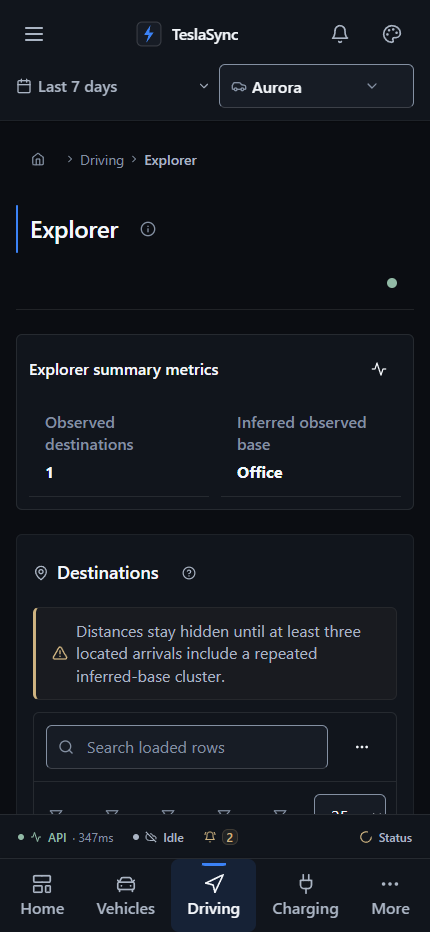 TeslaSync
Last 7 days
Aurora
Driving
Explorer
Explorer
Explorer summary metrics
Observed destinations
1
Inferred observed base
Office
Destinations
Distances stay hidden until at least three
located arrivals include a repeated
inferred-base cluster.
Search loaded rows
API · 347ms
Idle
2
Status
Home
Vehicles
Driving
Charging
More